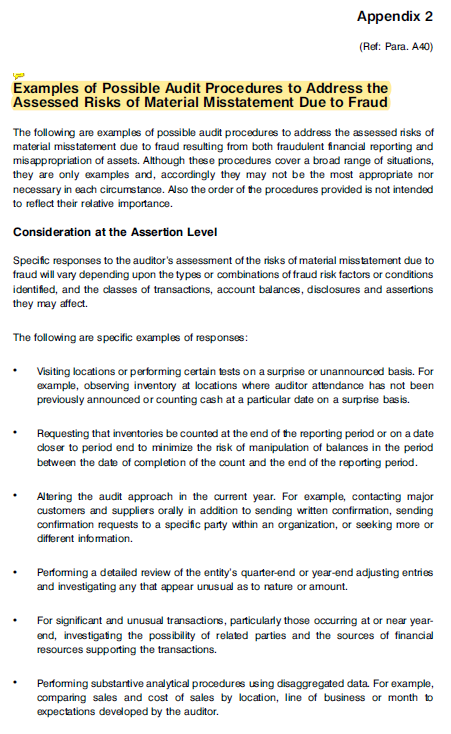 Appendix 2
(Ref: Para. A40)
Examples of Possible Audit Procedures to Address the
Assessed Risks of Material Misstatement Due to Fraud
The following are examples of possible audit procedures to address the assessed risks of
material misstatement due to fraud resulting from both fraudulent financial reporting and
misappropriation of assets. Although these procedures cover a broad range of situations,
they are only examples and, accordingly they may not be the most appropriate nor
necessary in each circumstance. Also the order of the procedures provided is not intended
to reflect their relative importance.
Consideration at the Assertion Level
Specific responses to the auditor's assessment of the risks of material misstatement due to
fraud will vary depending upon the types or combinations of fraud risk factors or conditions
identified, and the classes of transactions, account balances, disclosures and assertions
they may affect.
The following are specific examples of responses:
• Visiting locations or performing certain tests on a surprise or unannounced basis. For
example, observing inventory at locations where auditor attendance has not been
previously announced or counting cash at a particular date on a surprise basis.
• Requesting that inventories be counted at the end of the reporting period or on a date
closer to period end to minimize the risk of manipulation of balances in the period
between the date of completion of the count and the end of the reporting period.
• Altering the audit approach in the current year. For example, contacting major
customers and suppliers orally in addition to sending written confirmation, sending
confirmation requests to a specific party within an organization, or seeking more or
different information.
• Performing a detailed review of the entity's quarter-end or year-end adjusting entries
and investigating any that appear unusual as to nature or amount.
• For significant and unusual transactions, particularly those occurring at or near year-
end, investigating the possibility of related parties and the sources of financial
resources supporting the transactions.
• Performing substantive analytical procedures using disaggregated data. For example,
comparing sales and cost of sales by location, line of business or month to
expectations developed by the auditor.